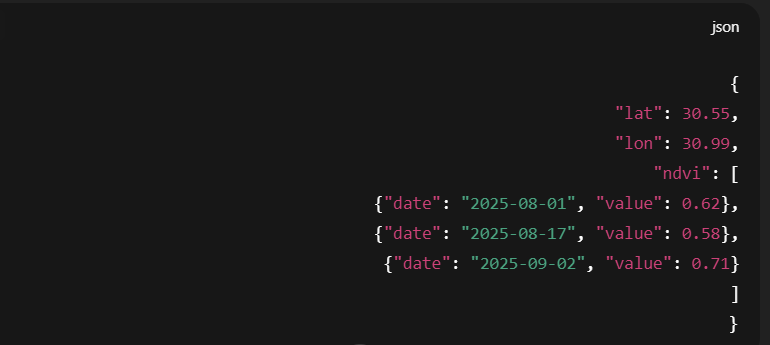 json
{
"lat": 30.55,
"lon": 30.99,
"ndvi": [
{"date": "2025-08-01", "value": 0.62},
{"date": "2025-08-17", "value": 0.58},
{"date": "2025-09-02", "value": 0.71}
]
}